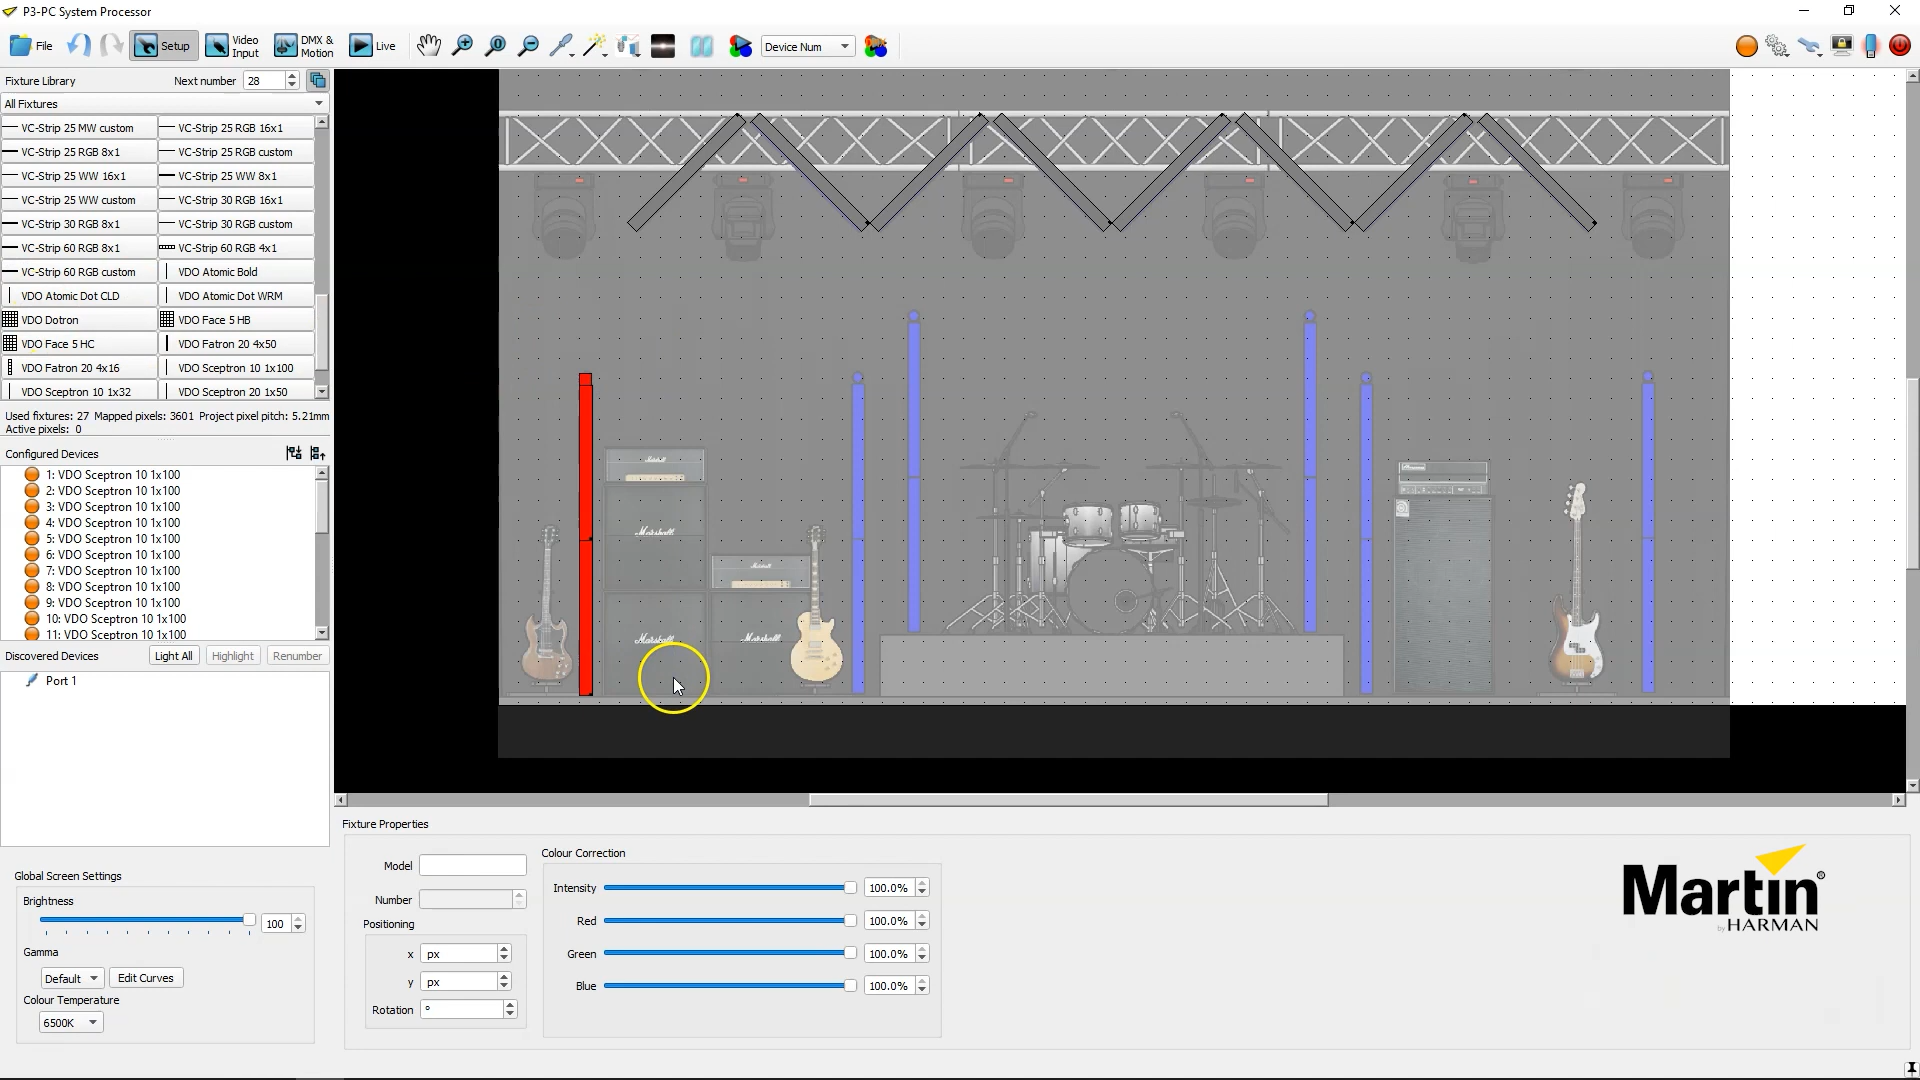 P3-PC System Processor
File
Setup
Video Input
DMX & Motion
Live
Device Num
Fixture Library
Next number 28
All Fixtures
VC-Strip 25 MW custom VC-Strip 25 RGB 16x1
VC-Strip 25 RGB 8x1 VC-Strip 25 RGB custom
VC-Strip 25 WW 16x1 VC-Strip 25 WW 8x1
VC-Strip 25 WW custom VC-Strip 30 RGB 16x1
VC-Strip 30 RGB 8x1 VC-Strip 30 RGB custom
VC-Strip 60 RGB 8x1 VC-Strip 60 RGB 4x1
VC-Strip 60 RGB custom VDO Atomic Bold
VDO Atomic Dot CLD VDO Atomic Dot WRM
VDO Dotron VDO Face 5 HB
VDO Face 5 HC VDO Fatron 20 4x50
VDO Fatron 20 4x16 VDO Sceptron 10 1x100
VDO Sceptron 10 1x32 VDO Sceptron 20 1x50
Used fixtures: 27 Mapped pixels: 3601 Project pixel pitch: 5.21mm
Active pixels: 0
Configured Devices
1: VDO Sceptron 10 1x100
2: VDO Sceptron 10 1x100
3: VDO Sceptron 10 1x100
4: VDO Sceptron 10 1x100
5: VDO Sceptron 10 1x100
6: VDO Sceptron 10 1x100
7: VDO Sceptron 10 1x100
8: VDO Sceptron 10 1x100
9: VDO Sceptron 10 1x100
10: VDO Sceptron 10 1x100
11: VDO Sceptron 10 1x100
Discovered Devices Light All Highlight Renumber
Port 1
Marshall
Marshall
Marshall
Marshall
Marshall
Global Screen Settings
Brightness
100
Gamma
Default Edit Curves
Colour Temperature
6500K
Fixture Properties
Model
Number
Positioning
x px
y px
Rotation °
Colour Correction
Intensity 100.0%
Red 100.0%
Green 100.0%
Blue 100.0%
Martin®
by HARMAN